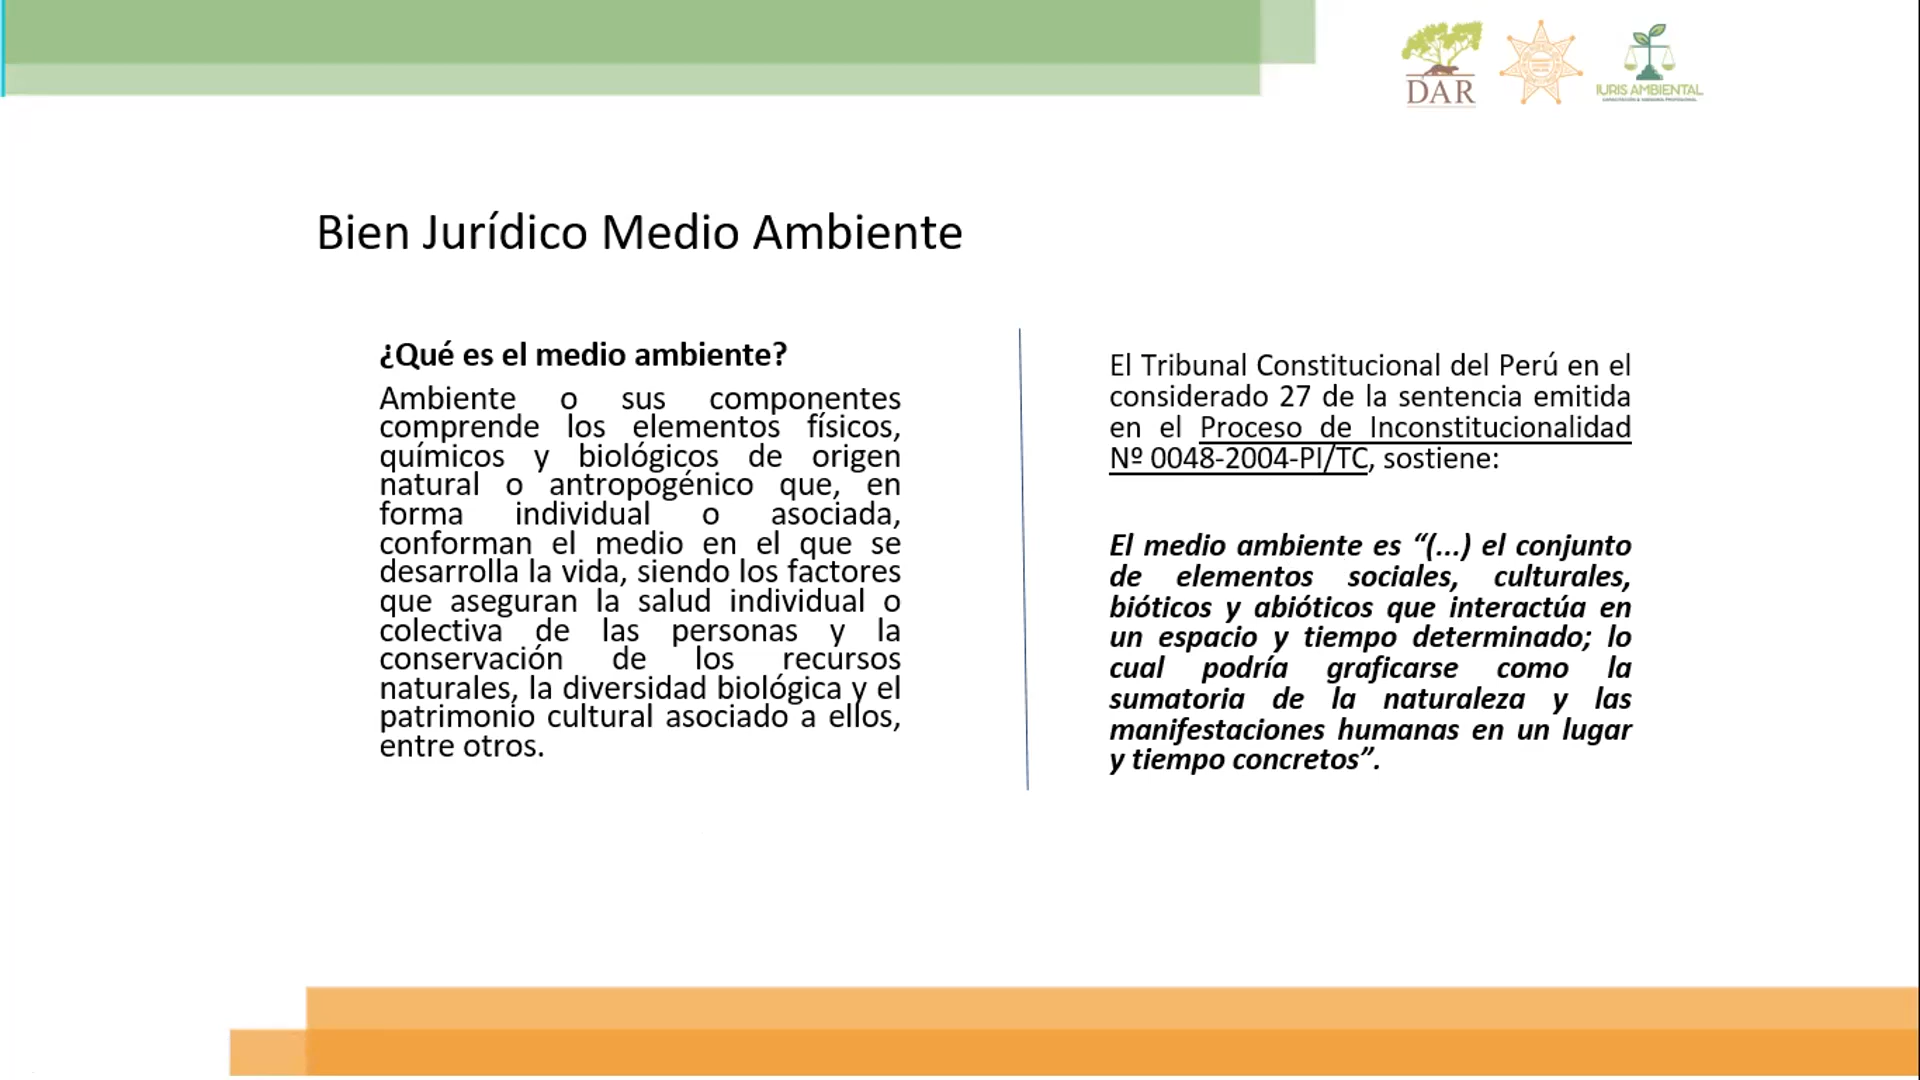 DAR
IURIS AMBIENTAL
Bien Jurídico Medio Ambiente
¿Qué es el medio ambiente?
Ambiente o sus componentes
comprende los elementos físicos,
químicos y biológicos de origen
natural o antropogénico que, en
forma individual o asociada,
conforman el medio en el que se
desarrolla la vida, siendo los factores
que aseguran la salud individual o
colectiva de las personas y la
conservación de los recursos
naturales, la diversidad biológica y el
patrimonio cultural asociado a ellos,
entre otros.
El Tribunal Constitucional del Perú en el
considerado 27 de la sentencia emitida
en el Proceso de Inconstitucionalidad
Nº 0048-2004-PI/TC, sostiene:
El medio ambiente es “(...) el conjunto
de elementos sociales, culturales,
bióticos y abióticos que interactúa en
un espacio y tiempo determinado; lo
cual podría graficarse como la
sumatoria de la naturaleza y las
manifestaciones humanas en un lugar
y tiempo concretos”.